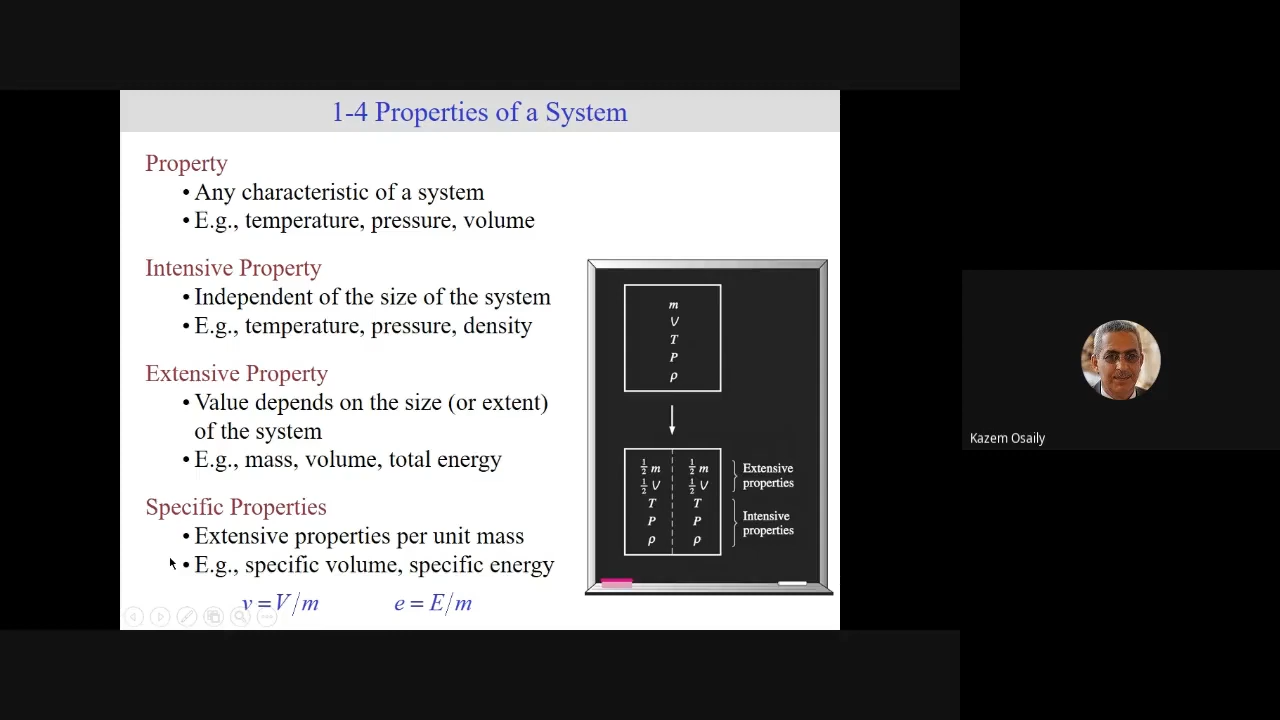 1-4 Properties of a System
Property
• Any characteristic of a system
• E.g., temperature, pressure, volume
Intensive Property
• Independent of the size of the system
• E.g., temperature, pressure, density
Extensive Property
• Value depends on the size (or extent)
of the system
• E.g., mass, volume, total energy
Specific Properties
• Extensive properties per unit mass
• E.g., specific volume, specific energy
v = V/m e = E/m
m
V
T
P
ρ
½ m ½ m
½ V ½ V
T T
P P
ρ ρ
Extensive
properties
Intensive
properties
Kazem Osaily